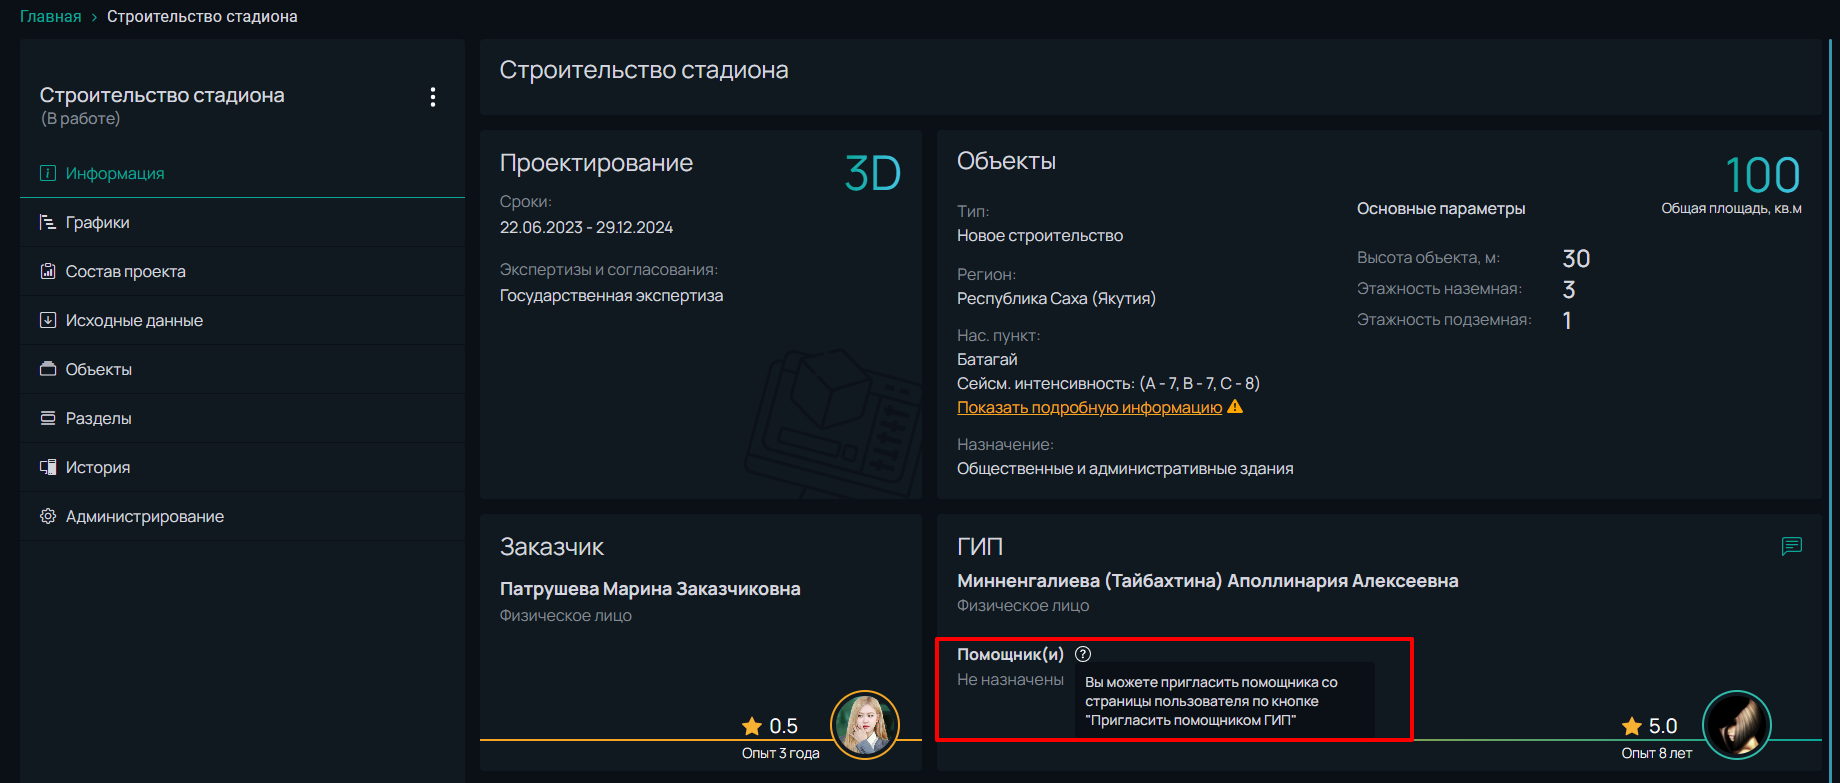 Главная > Строительство стадиона
Строительство стадиона
(В работе)
Информация
Графики
Состав проекта
Исходные данные
Объекты
Разделы
История
Администрирование
Строительство стадиона
Проектирование
3D
Сроки:
22.06.2023 - 29.12.2024
Экспертизы и согласования:
Государственная экспертиза
Объекты
100
Общая площадь, кв.м
Тип:
Новое строительство
Регион:
Республика Саха (Якутия)
Нас. пункт:
Батагай
Сейсм. интенсивность: (А - 7, В - 7, С - 8)
Показать подробную информацию
Назначение:
Общественные и административные здания
Основные параметры
Высота объекта, м: 30
Этажность наземная: 3
Этажность подземная: 1
Заказчик
Патрушева Марина Заказчиковна
Физическое лицо
0.5
Опыт 3 года
ГИП
Минненгалиева (Тайбахтина) Аполлинария Алексеевна
Физическое лицо
Помощник(и) ?
Не назначены
Вы можете пригласить помощника со
страницы пользователя по кнопке
"Пригласить помощником ГИП"
5.0
Опыт 8 лет